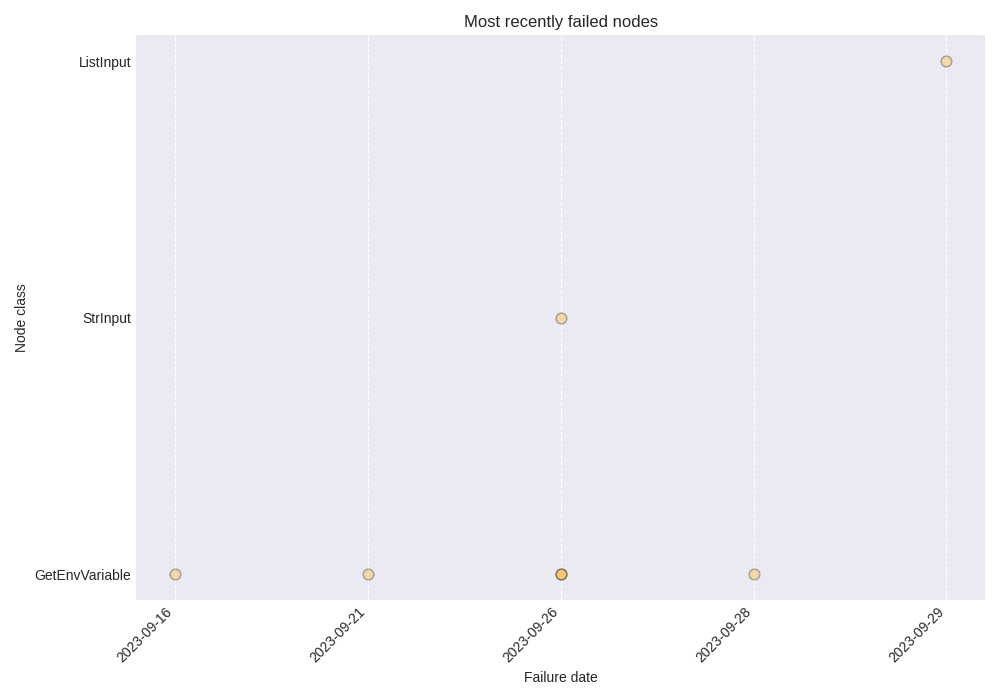 Most recently failed nodes
ListInput
StrInput
GetEnvVariable
Node class
2023-09-16
2023-09-21
2023-09-26
2023-09-28
2023-09-29
Failure date